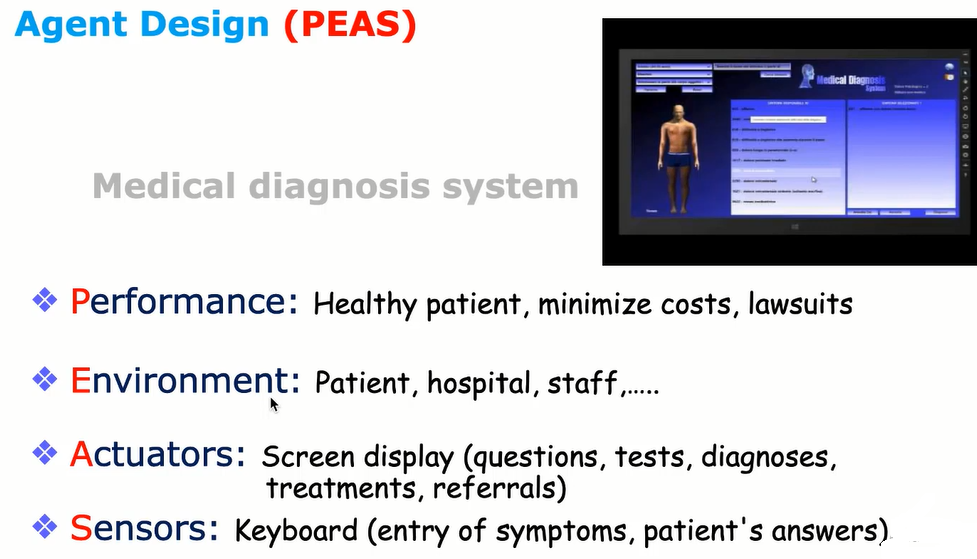 Agent Design (PEAS)
Medical Diagnosis
System
Medical diagnosis system
❖ Performance: Healthy patient, minimize costs, lawsuits
❖ Environment: Patient, hospital, staff,.....
❖ Actuators: Screen display (questions, tests, diagnoses,
treatments, referrals)
❖ Sensors: Keyboard (entry of symptoms, patient's answers)